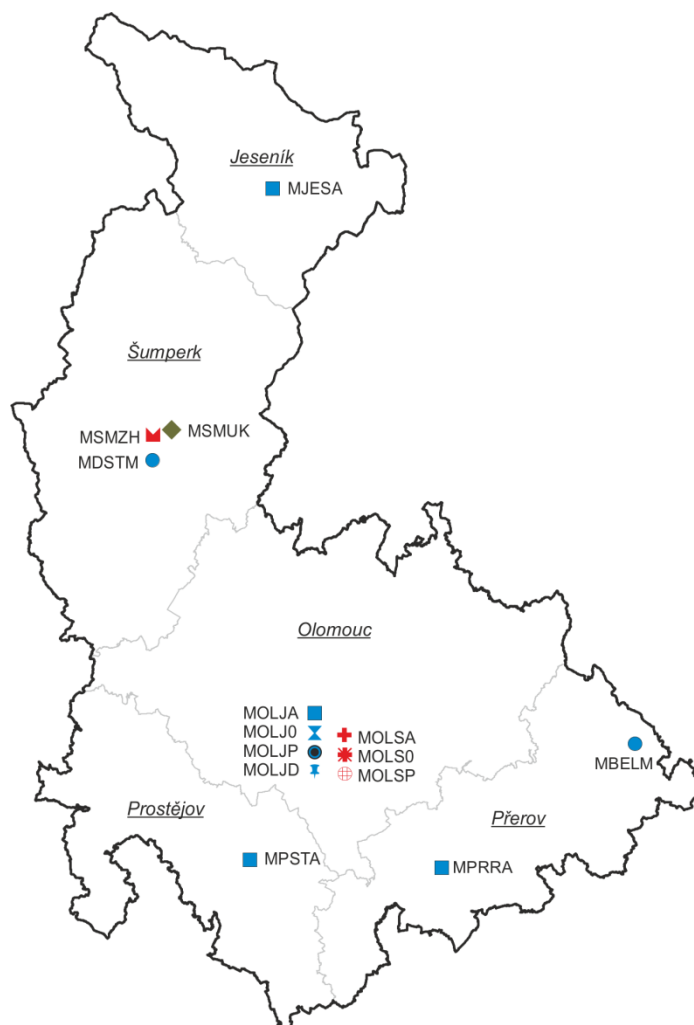 Jeseník
MJESA
Šumperk
MSMZH
MSMUK
MDSTM
Olomouc
MOLJA
MOLJ0
MOLJP
MOLJD
MOLSA
MOLS0
MOLSP
MBELM
Prostějov
MPSTA
Přerov
MPRRA